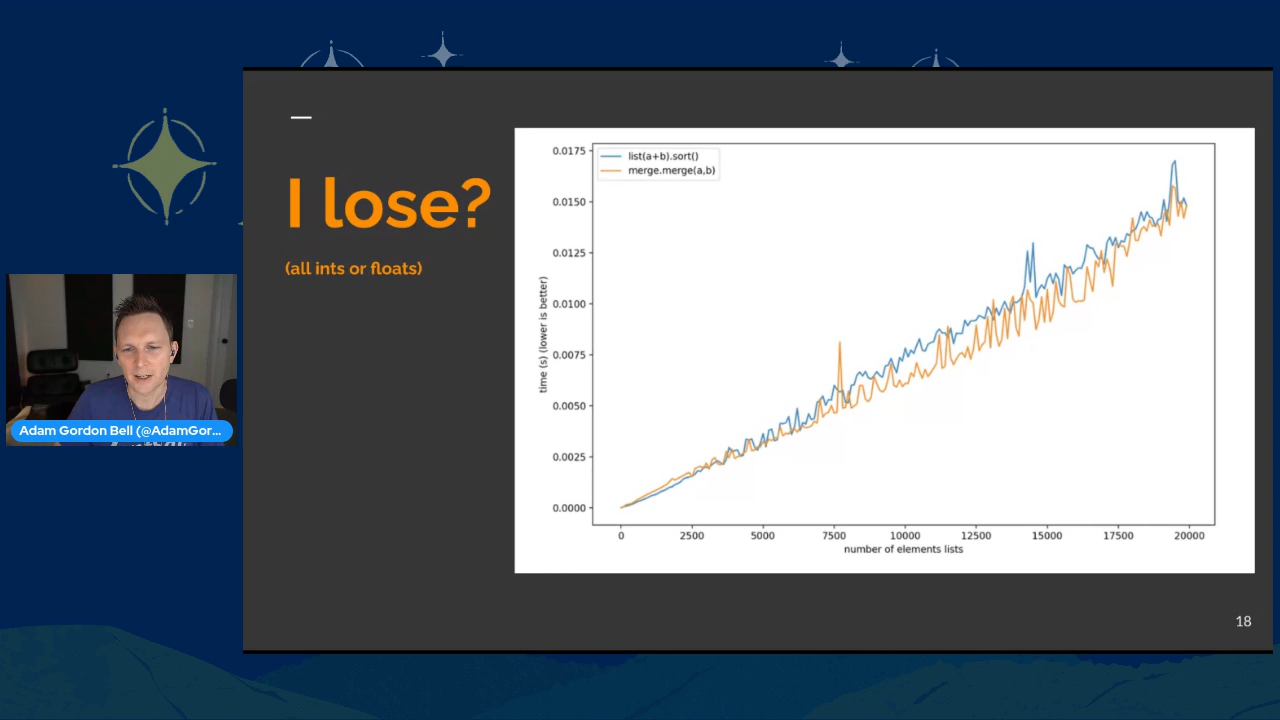 I lose?
(all ints or floats)
list(a+b).sort()
merge.merge(a,b)
0.0175
0.0150
0.0125
0.0100
0.0075
0.0050
0.0025
0.0000
time (s) (lower is better)
0 2500 5000 7500 10000 12500 15000 17500 20000
number of elements lists
Adam Gordon Bell (@AdamGor...
18